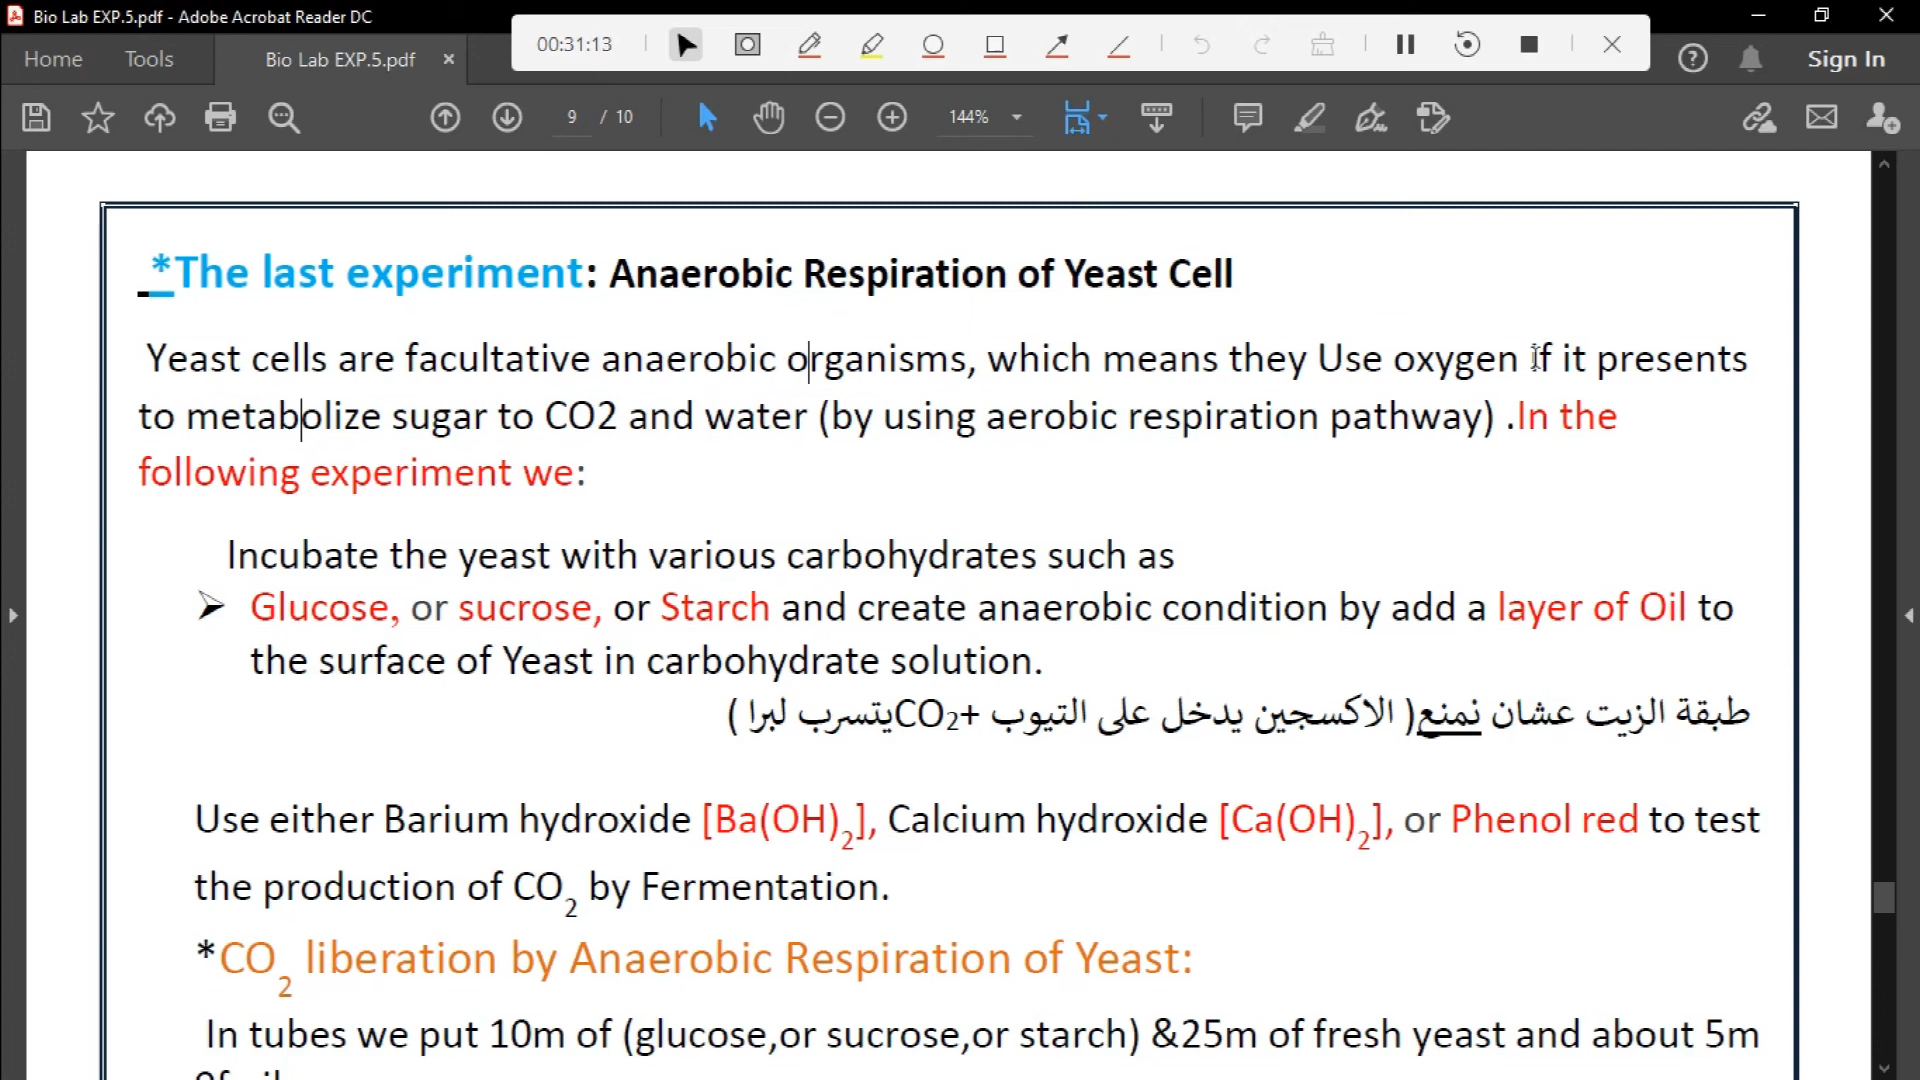 Bio Lab EXP.5.pdf - Adobe Acrobat Reader DC
00:31:13
Home Tools Bio Lab EXP.5.pdf Sign In
9 / 10 144%
*The last experiment: Anaerobic Respiration of Yeast Cell
Yeast cells are facultative anaerobic organisms, which means they Use oxygen if it presents
to metabolize sugar to CO2 and water (by using aerobic respiration pathway) .In the
following experiment we:
Incubate the yeast with various carbohydrates such as
➢ Glucose, or sucrose, or Starch and create anaerobic condition by add a layer of Oil to
the surface of Yeast in carbohydrate solution.
طبقة الزيت عشان نمنع( الاكسجين يدخل على التيوب +CO₂يتسرب لبرا )
Use either Barium hydroxide [Ba(OH)₂], Calcium hydroxide [Ca(OH)₂], or Phenol red to test
the production of CO₂ by Fermentation.
*CO₂ liberation by Anaerobic Respiration of Yeast:
In tubes we put 10m of (glucose,or sucrose,or starch) &25m of fresh yeast and about 5m